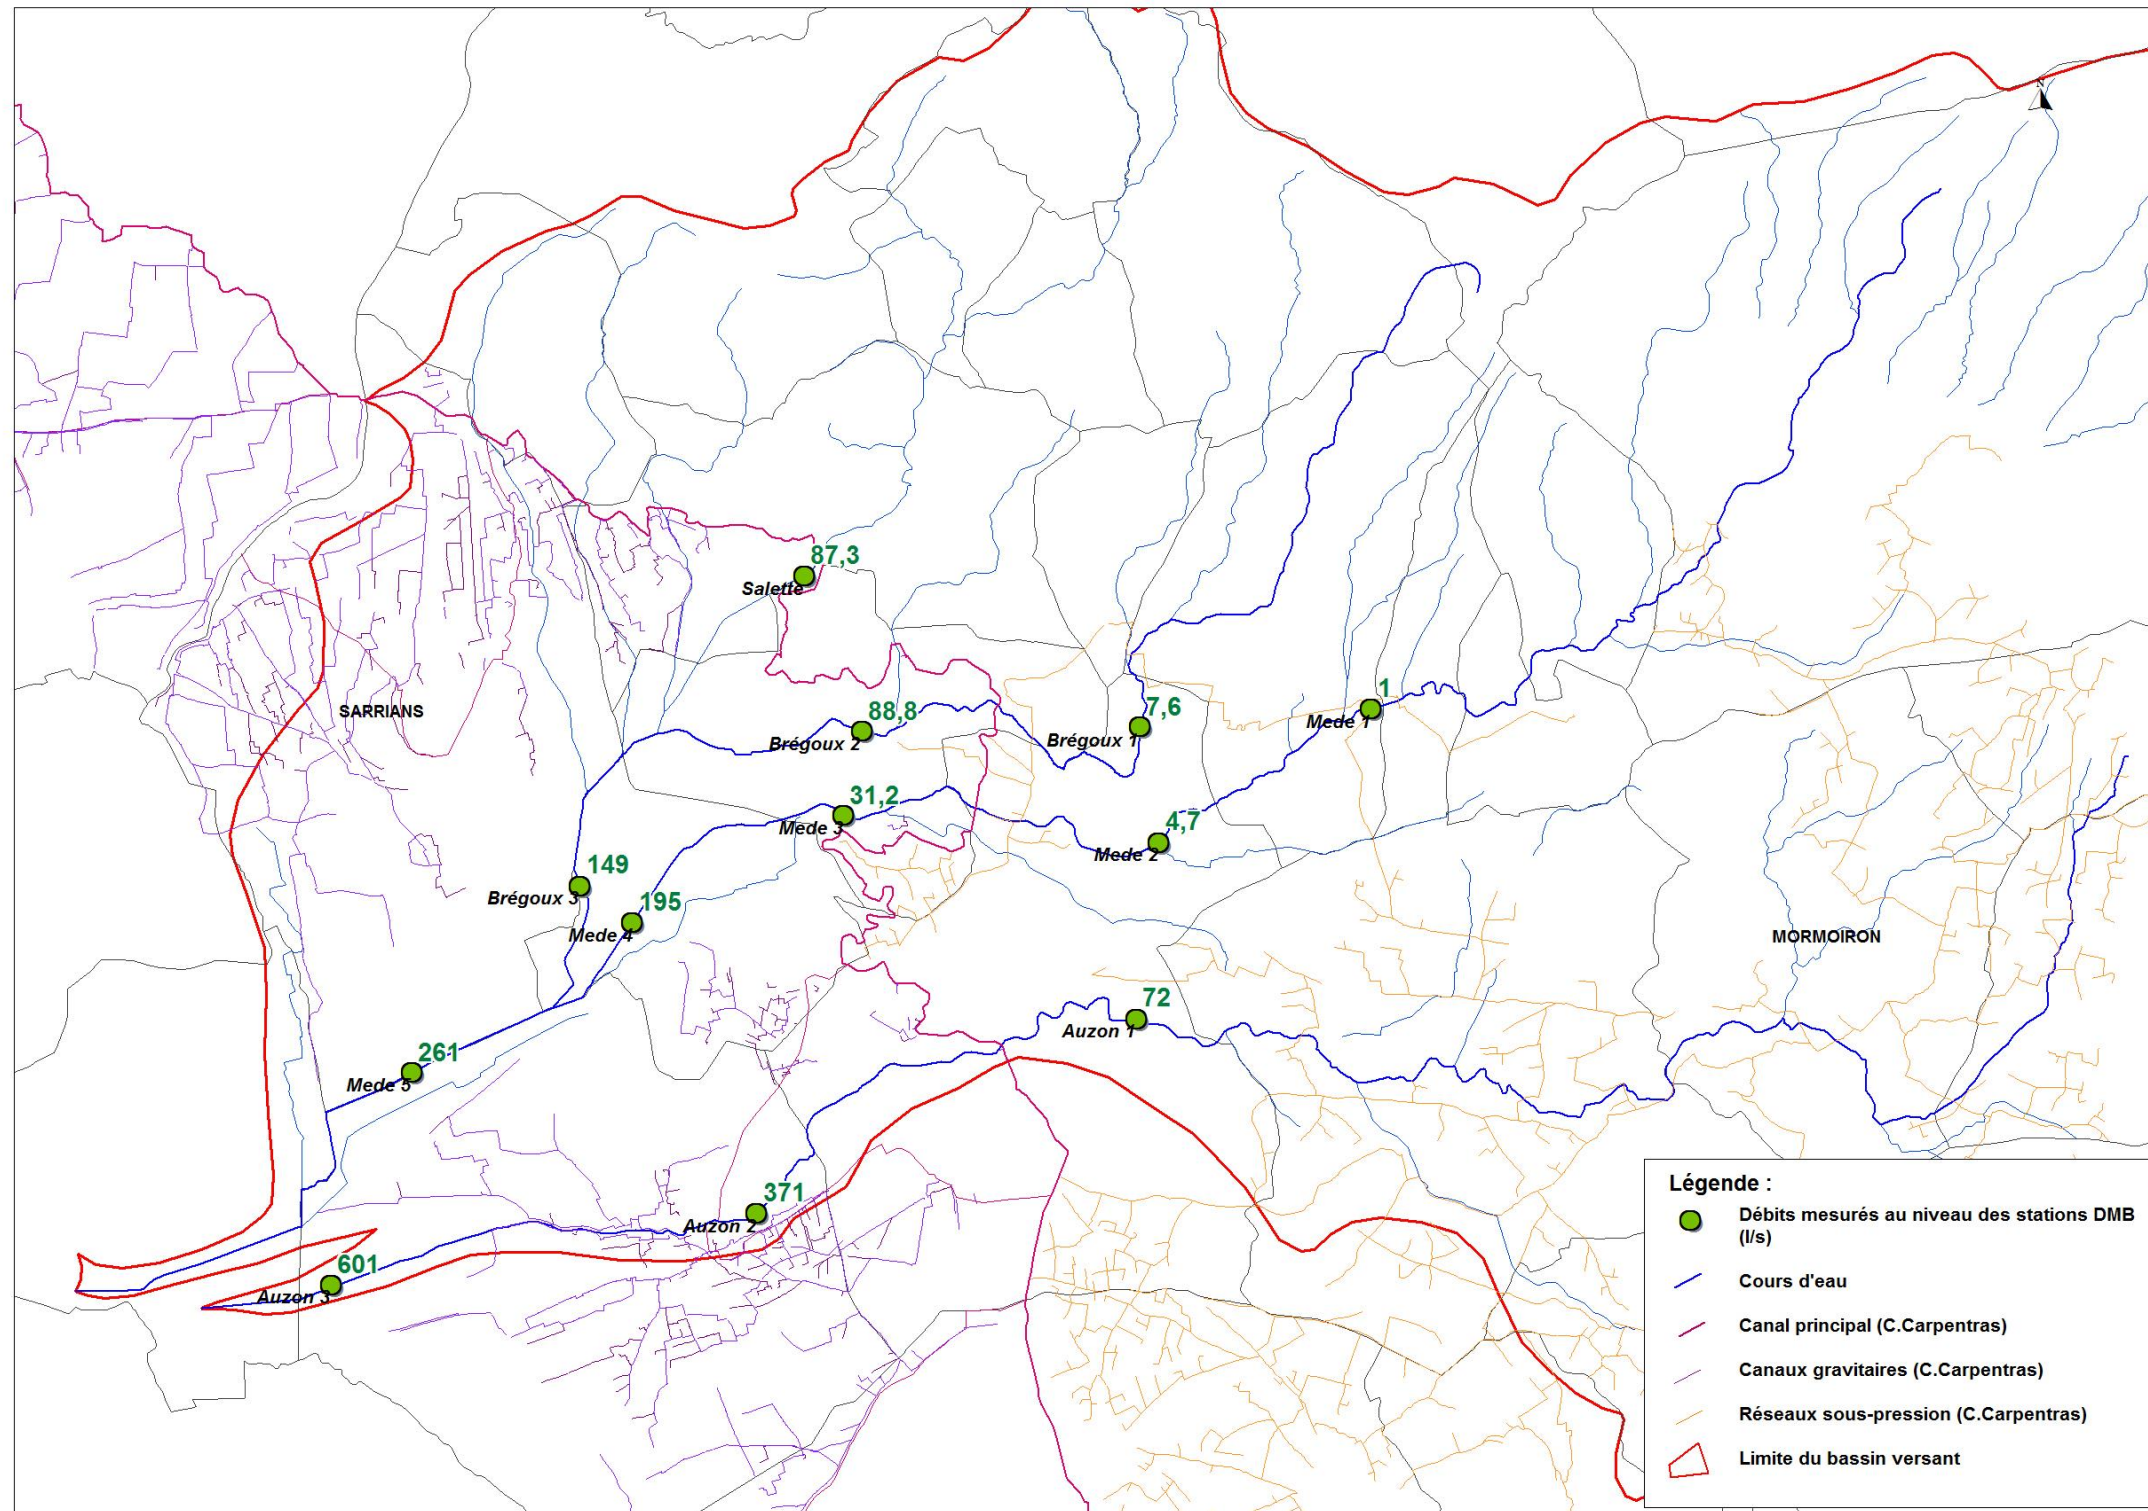 N
87,3
Salette
SARRIANS
88,8
Brégoux 2
7,6
Brégoux 1
1
Mede 1
31,2
Mede 3
4,7
Mede 2
149
Brégoux 3
195
Mede 4
MORMOIRON
72
Auzon 1
261
Mede 5
371
Auzon 2
601
Auzon 3
Légende :
Débits mesurés au niveau des stations DMB
(l/s)
Cours d'eau
Canal principal (C.Carpentras)
Canaux gravitaires (C.Carpentras)
Réseaux sous-pression (C.Carpentras)
Limite du bassin versant